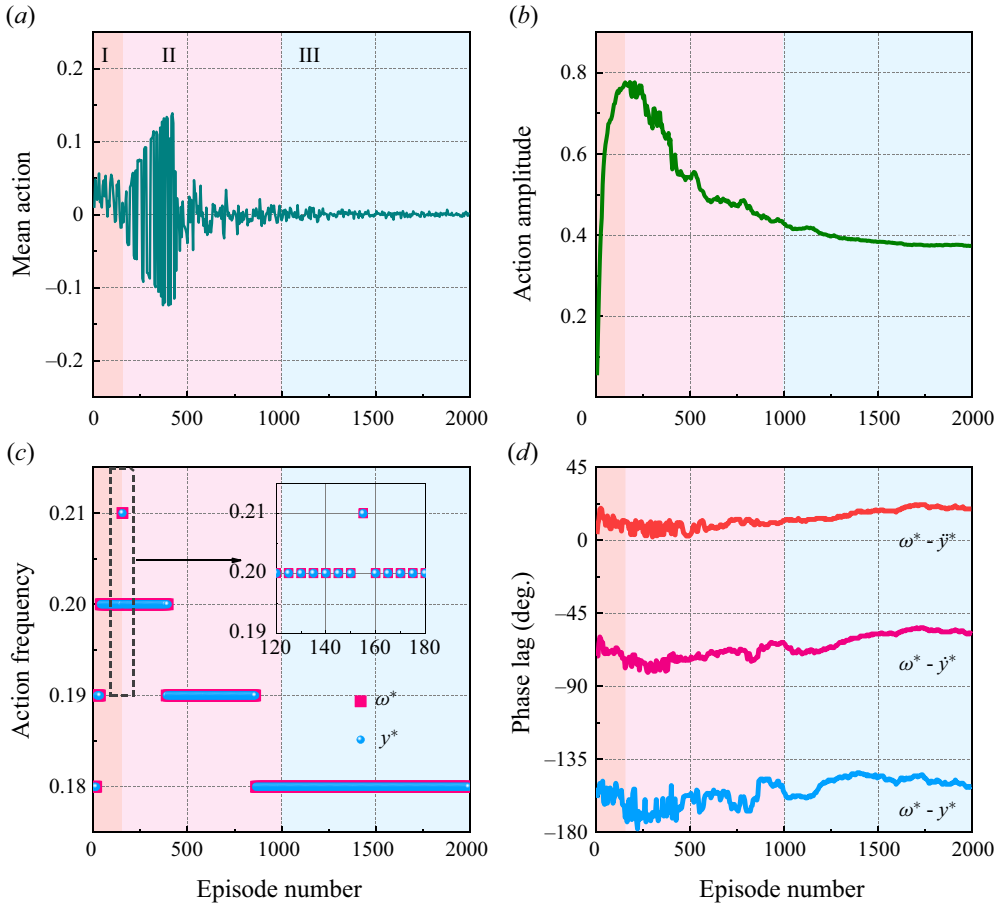 (a)
I II III
0.2
0.1
0
–0.1
–0.2
Mean action
0 500 1000 1500 2000
(b)
0.8
0.6
0.4
0.2
Action amplitude
0 500 1000 1500 2000
(c)
0.21
0.20
0.19
0.18
Action frequency
0.21
0.20
0.19
120 140 160 180
ω*
y*
0 500 1000 1500 2000
Episode number
(d)
45
0
–45
–90
–135
–180
Phase lag (deg.)
ω* - ÿ*
ω* - ẏ*
ω* - y*
0 500 1000 1500 2000
Episode number